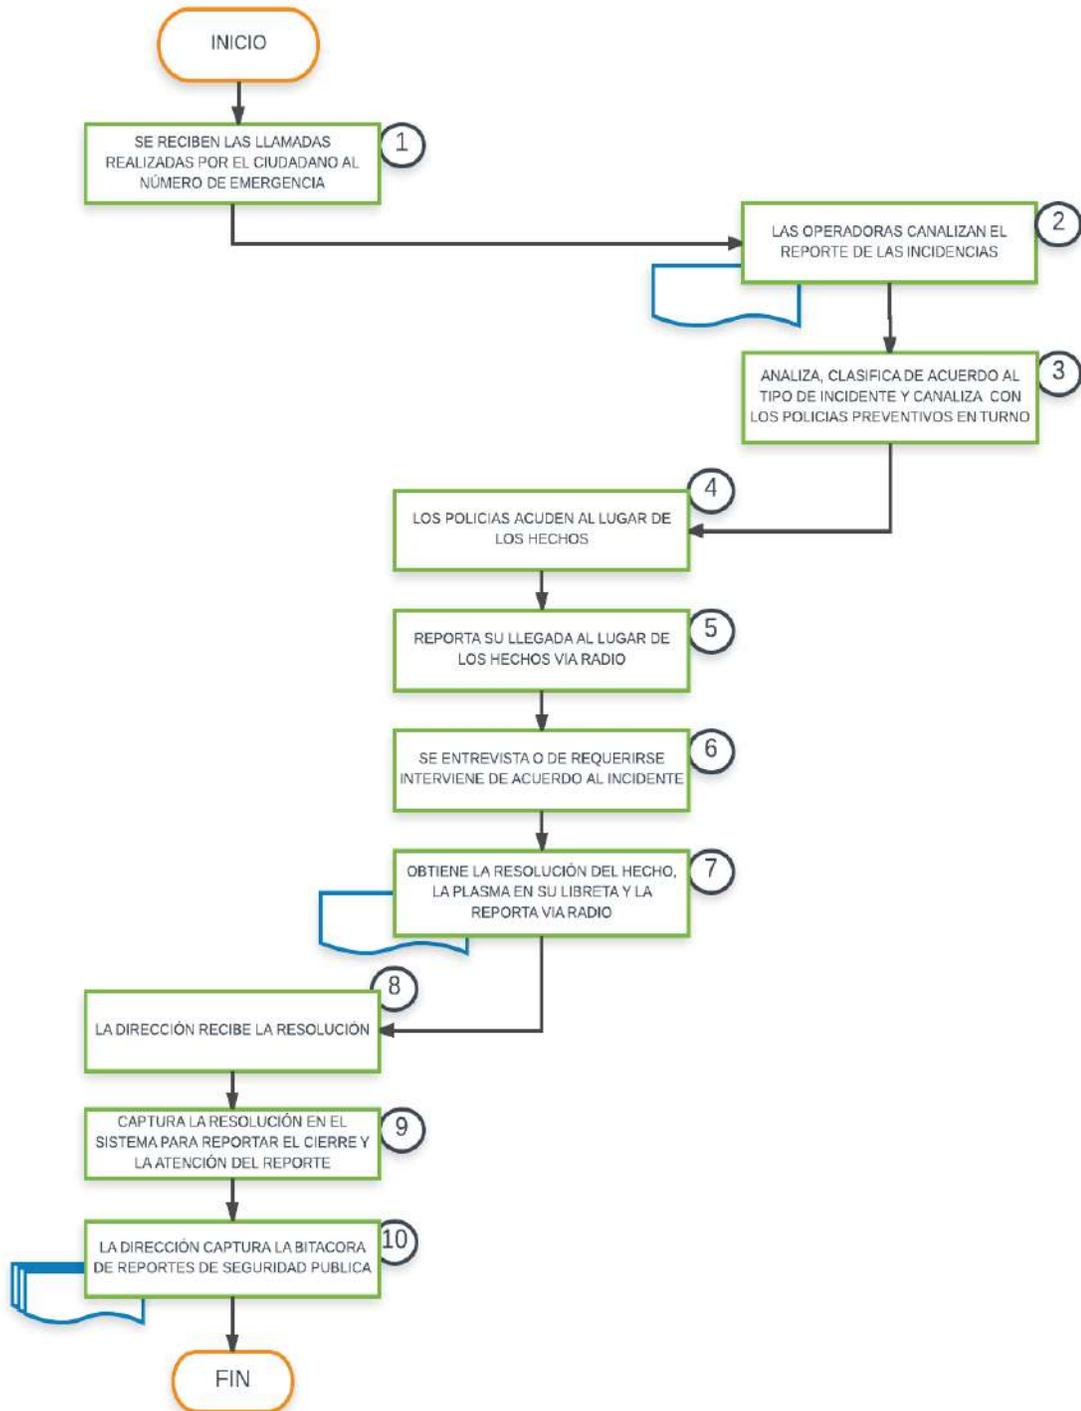 INICIO
SE RECIBEN LAS LLAMADAS
REALIZADAS POR EL CIUDADANO AL
NÚMERO DE EMERGENCIA
1
LAS OPERADORAS CANALIZAN EL
REPORTE DE LAS INCIDENCIAS
2
ANALIZA, CLASIFICA DE ACUERDO AL
TIPO DE INCIDENTE Y CANALIZA CON
LOS POLICIAS PREVENTIVOS EN TURNO
3
LOS POLICIAS ACUDEN AL LUGAR DE
LOS HECHOS
4
REPORTA SU LLEGADA AL LUGAR DE
LOS HECHOS VIA RADIO
5
SE ENTREVISTA O DE REQUERIRSE
INTERVIENE DE ACUERDO AL INCIDENTE
6
OBTIENE LA RESOLUCIÓN DEL HECHO,
LA PLASMA EN SU LIBRETA Y LA
REPORTA VIA RADIO
7
LA DIRECCIÓN RECIBE LA RESOLUCIÓN
8
CAPTURA LA RESOLUCIÓN EN EL
SISTEMA PARA REPORTAR EL CIERRE Y
LA ATENCIÓN DEL REPORTE
9
LA DIRECCIÓN CAPTURA LA BITACORA
DE REPORTES DE SEGURIDAD PUBLICA
10
FIN